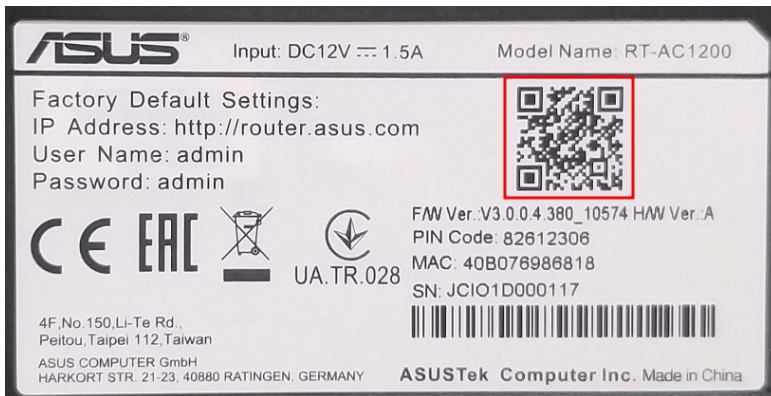 ASUS® Input: DC12V ⎓ 1.5A Model Name: RT-AC1200
Factory Default Settings:
IP Address: http://router.asus.com
User Name: admin
Password: admin
F/W Ver.:V3.0.0.4.380_10574 H/W Ver.:A
PIN Code: 82612306
MAC: 40B076986818
SN: JCIO1D000117
CE EAC
UA.TR.028
4F,No.150,Li-Te Rd.,
Peitou,Taipei 112,Taiwan
ASUS COMPUTER GmbH
HARKORT STR. 21-23, 40880 RATINGEN, GERMANY
ASUSTek Computer Inc. Made in China